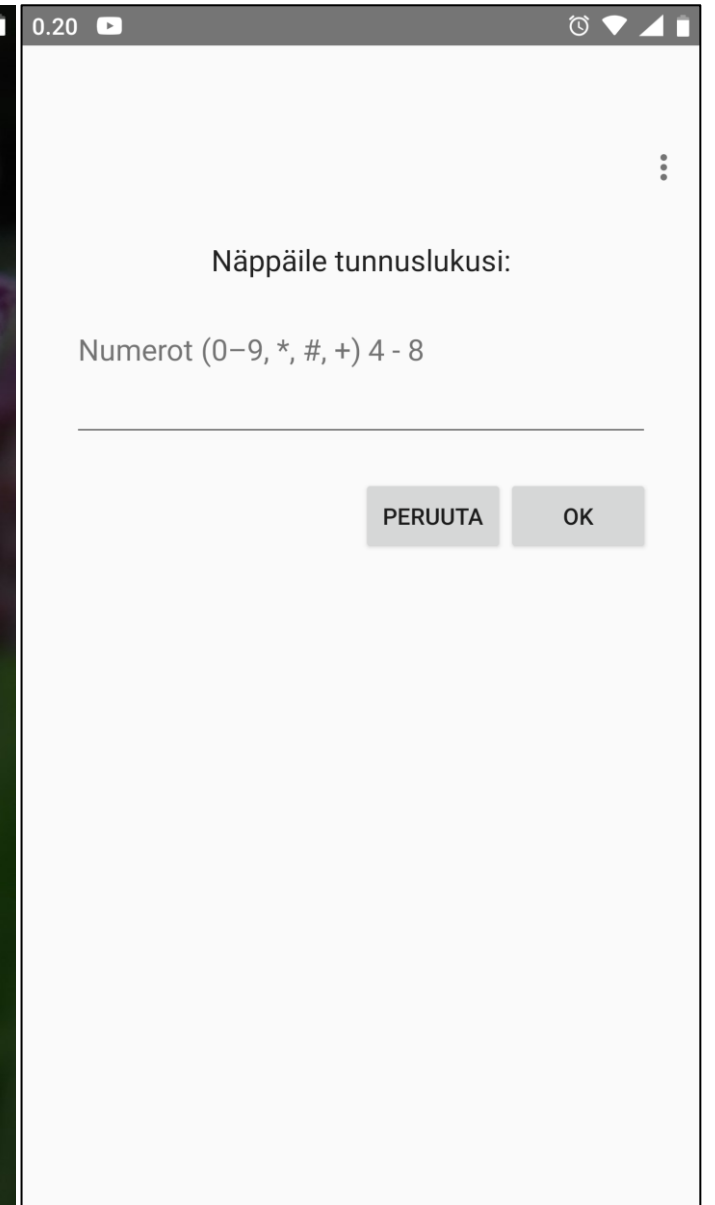 0.20
Näppäile tunnuslukusi:
Numerot (0–9, *, #, +) 4 - 8
PERUUTA OK